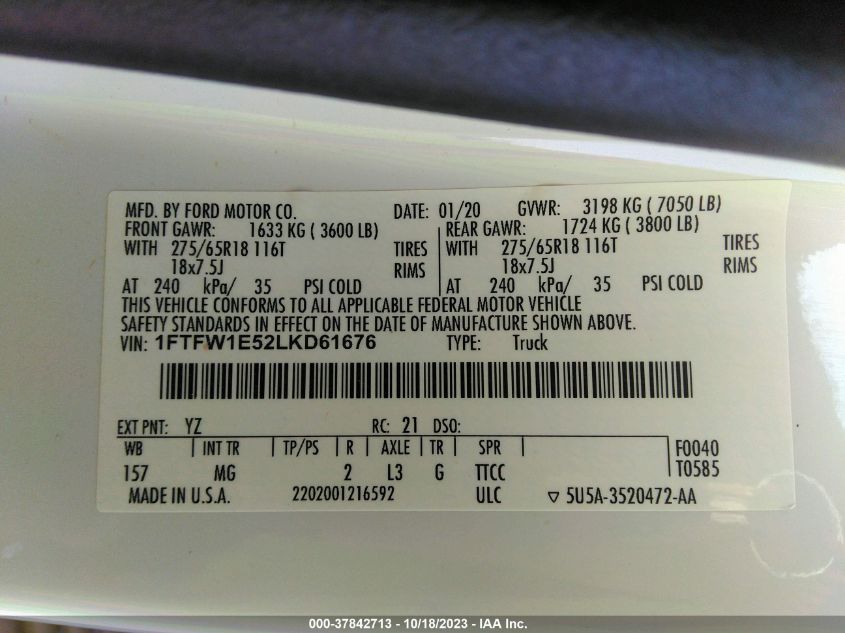 MFD. BY FORD MOTOR CO. DATE: 01/20 GVWR: 3198 KG ( 7050 LB)
FRONT GAWR: 1633 KG ( 3600 LB) REAR GAWR: 1724 KG ( 3800 LB)
WITH 275/65R18 116T TIRES WITH 275/65R18 116T TIRES
18x7.5J RIMS 18x7.5J RIMS
AT 240 kPa/ 35 PSI COLD AT 240 kPa/ 35 PSI COLD
THIS VEHICLE CONFORMS TO ALL APPLICABLE FEDERAL MOTOR VEHICLE
SAFETY STANDARDS IN EFFECT ON THE DATE OF MANUFACTURE SHOWN ABOVE.
VIN: 1FTFW1E52LKD61676 TYPE: Truck
EXT PNT: YZ RC: 21 DSO:
WB INT TR TP/PS R AXLE TR SPR F0040
157 MG 2 L3 G TTCC T0585
MADE IN U.S.A. 2202001216592 ULC ▽ 5U5A-3520472-AA
000-37842713 - 10/18/2023 - IAA Inc.